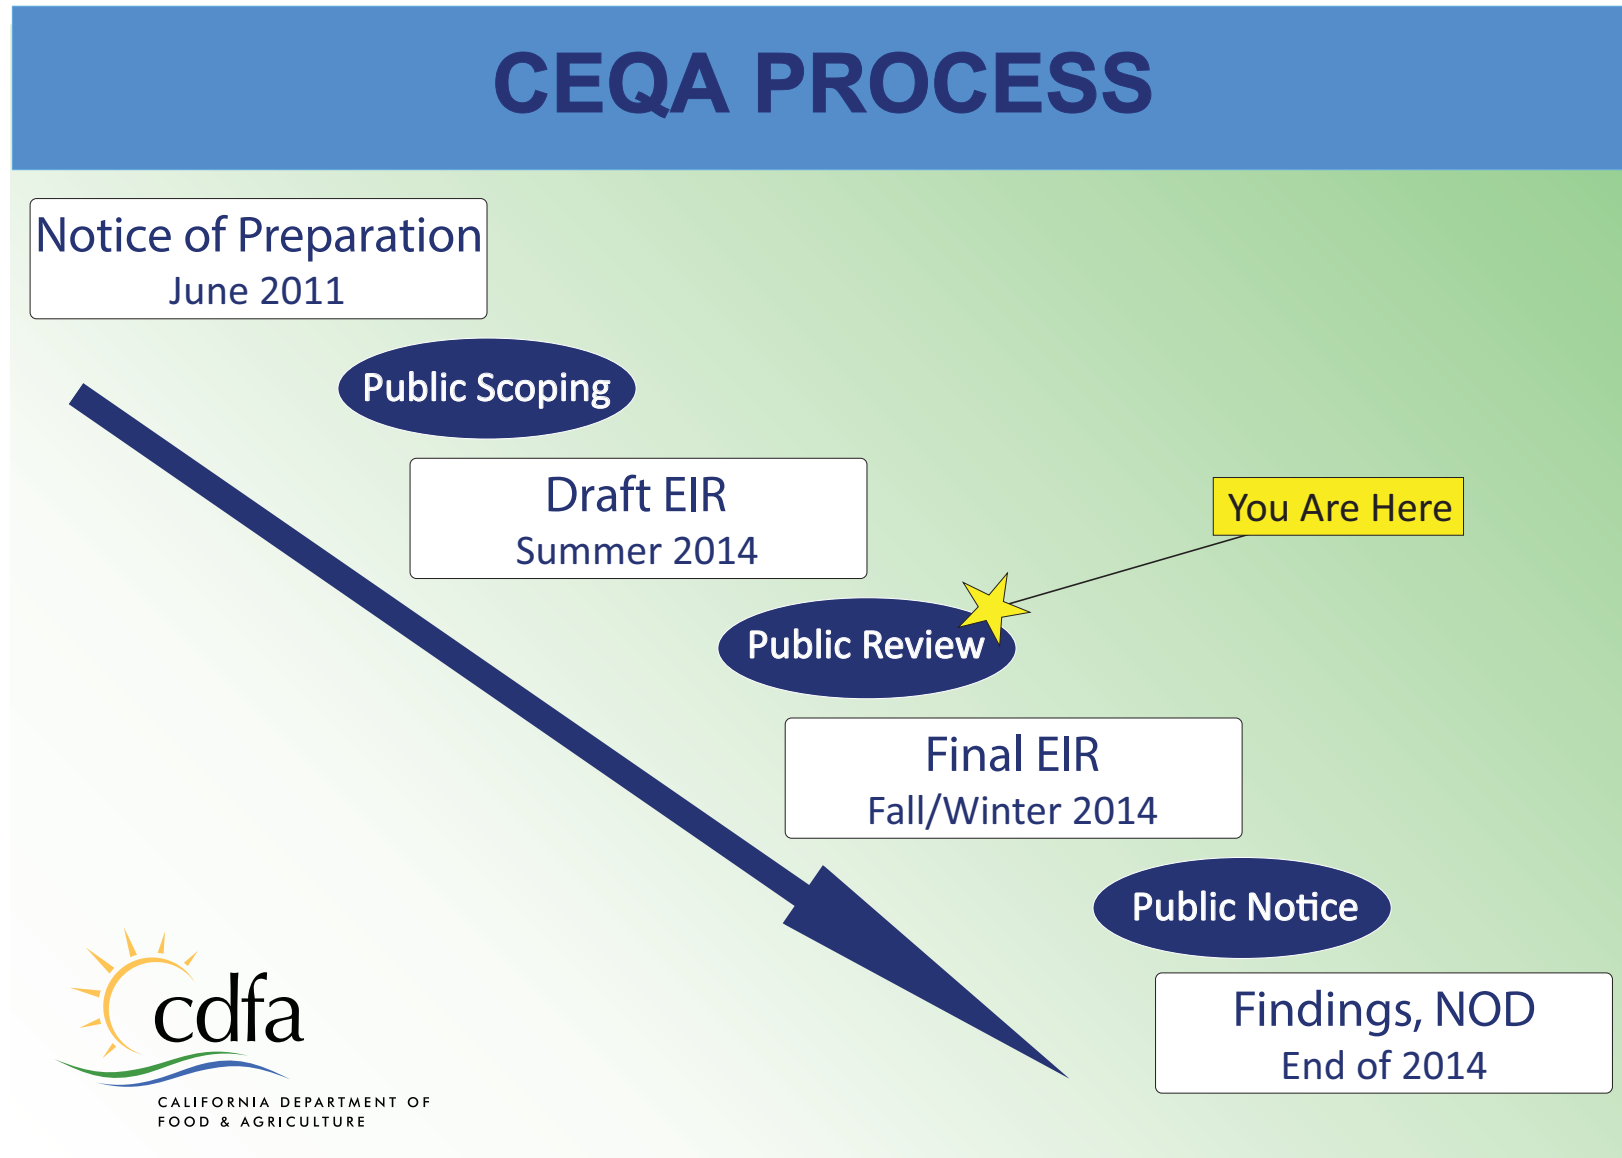 CEQA PROCESS
Notice of Preparation
June 2011
Public Scoping
Draft EIR
Summer 2014
You Are Here
Public Review
Final EIR
Fall/Winter 2014
Public Notice
Findings, NOD
End of 2014
cdfa
CALIFORNIA DEPARTMENT OF
FOOD & AGRICULTURE